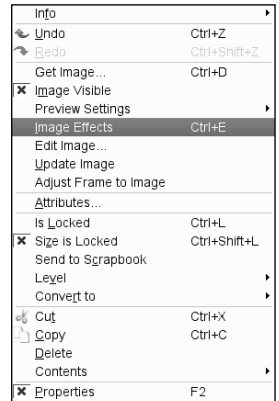 Info
Undo Ctrl+Z
Redo Ctrl+Shift+Z
Get Image... Ctrl+D
Image Visible
Preview Settings
Image Effects Ctrl+E
Edit Image...
Update Image
Adjust Frame to Image
Attributes...
Is Locked Ctrl+L
Size is Locked Ctrl+Shift+L
Send to Scrapbook
Level
Convert to
Cut Ctrl+X
Copy Ctrl+C
Delete
Contents
Properties F2